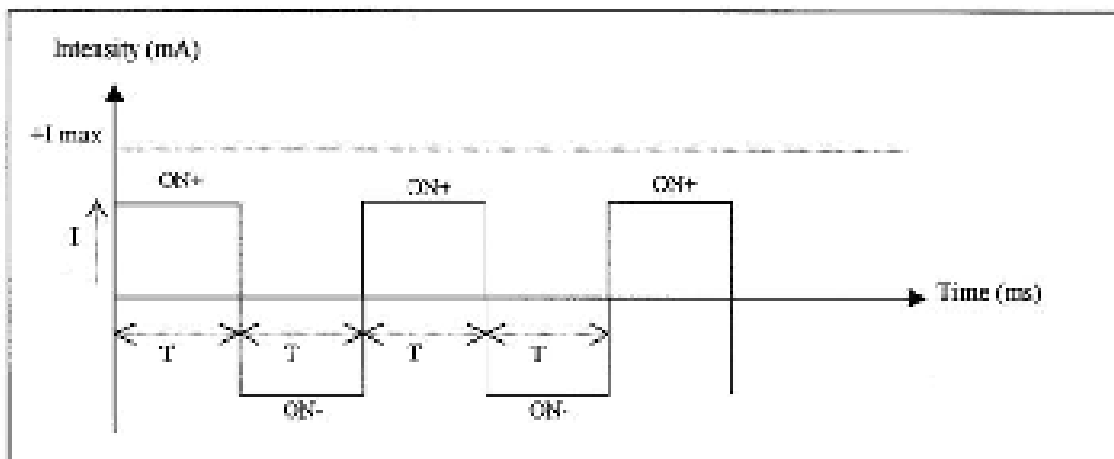 Intensity (mA)
+I max
ON+
ON+
ON+
I
Time (ms)
T
T
T
T
ON-
ON-